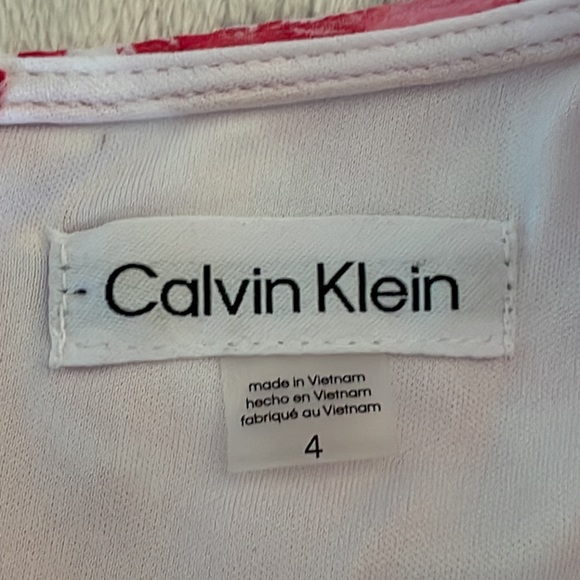 Calvin Klein
made in Vietnam
hecho en Vietnam
fabriqué au Vietnam
4